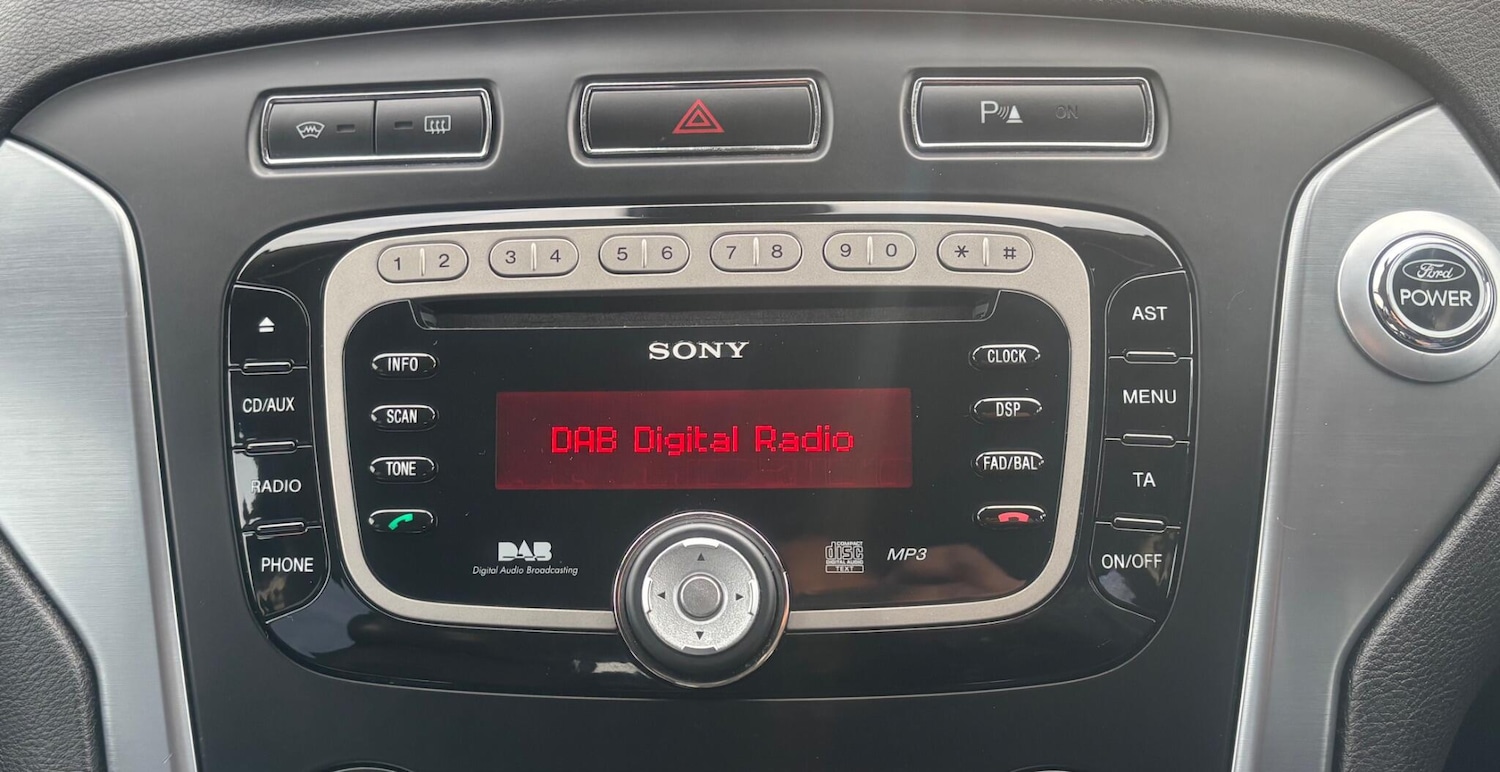 P ON
1 2 3 4 5 6 7 8 9 0 * #
Ford
POWER
SONY
INFO
SCAN
TONE
CD/AUX
RADIO
PHONE
DAB Digital Radio
CLOCK
DSP
FAD/BAL
AST
MENU
TA
ON/OFF
DAB
Digital Audio Broadcasting
COMPACT
disc
DIGITAL AUDIO
TEXT
MP3